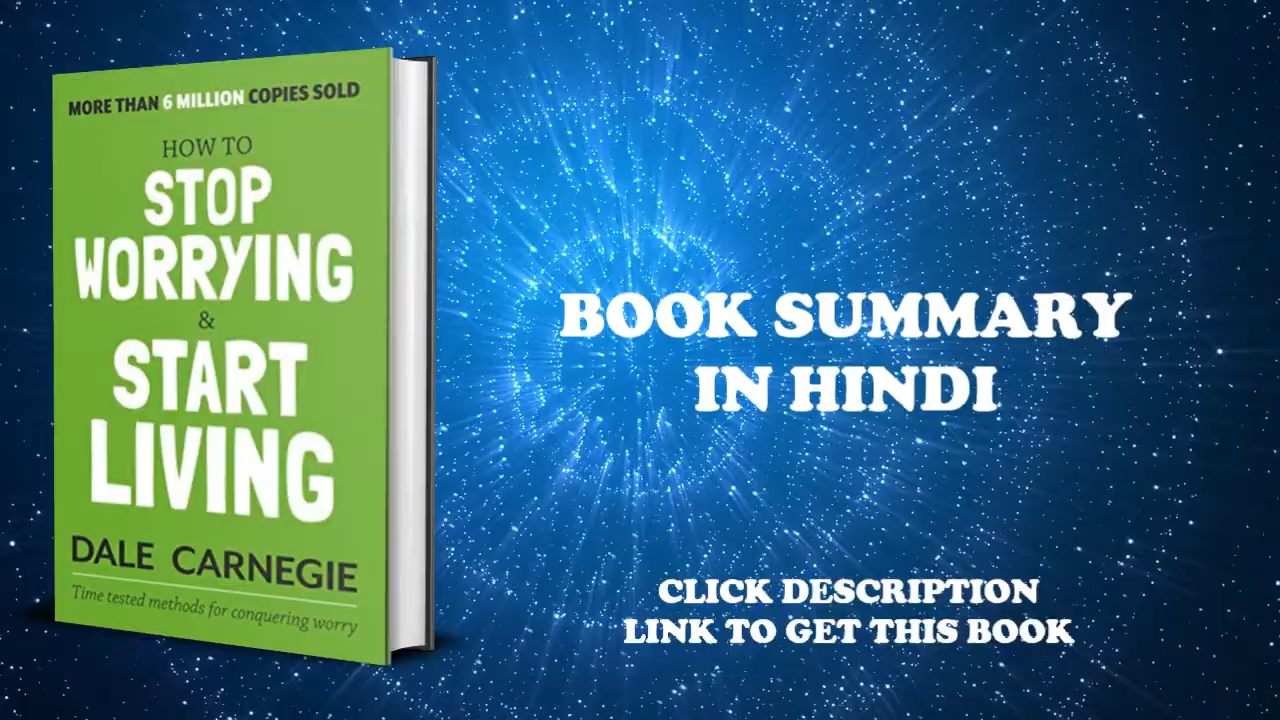 MORE THAN 6 MILLION COPIES SOLD
HOW TO
STOP
WORRYING
&
START
LIVING
DALE CARNEGIE
Time tested methods for conquering worry
BOOK SUMMARY
IN HINDI
CLICK DESCRIPTION
LINK TO GET THIS BOOK